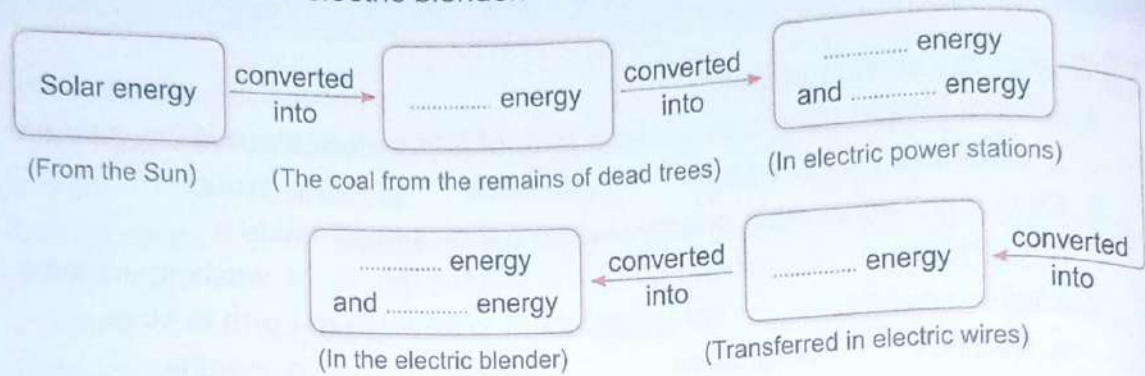 electric blender.
Solar energy
converted
into
............ energy
converted
into
............ energy
and ............ energy
(From the Sun)
(The coal from the remains of dead trees)
(In electric power stations)
converted
into
............ energy
converted
into
............ energy
and ............ energy
(Transferred in electric wires)
(In the electric blender)